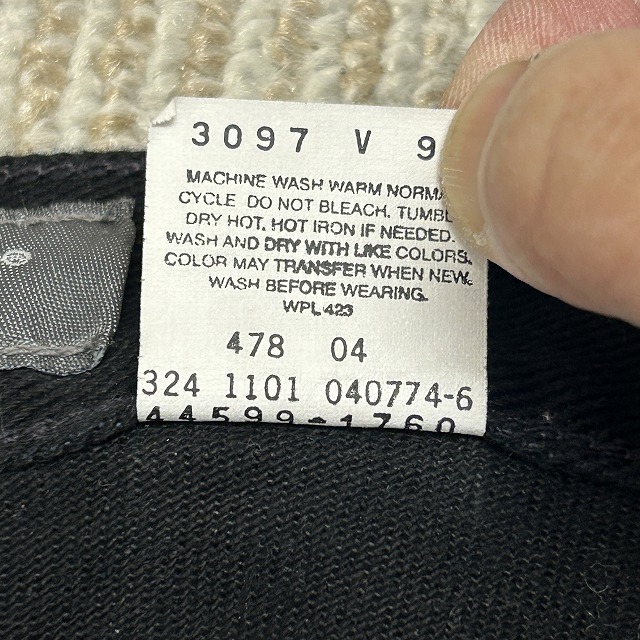 3097 V 9
MACHINE WASH WARM NORMA
CYCLE DO NOT BLEACH. TUMBL
DRY HOT. HOT IRON IF NEEDED.
WASH AND DRY WITH LIKE COLORS.
COLOR MAY TRANSFER WHEN NEW.
WASH BEFORE WEARING.
WPL 423
478 04
324 1101 040774-6
44599-1760